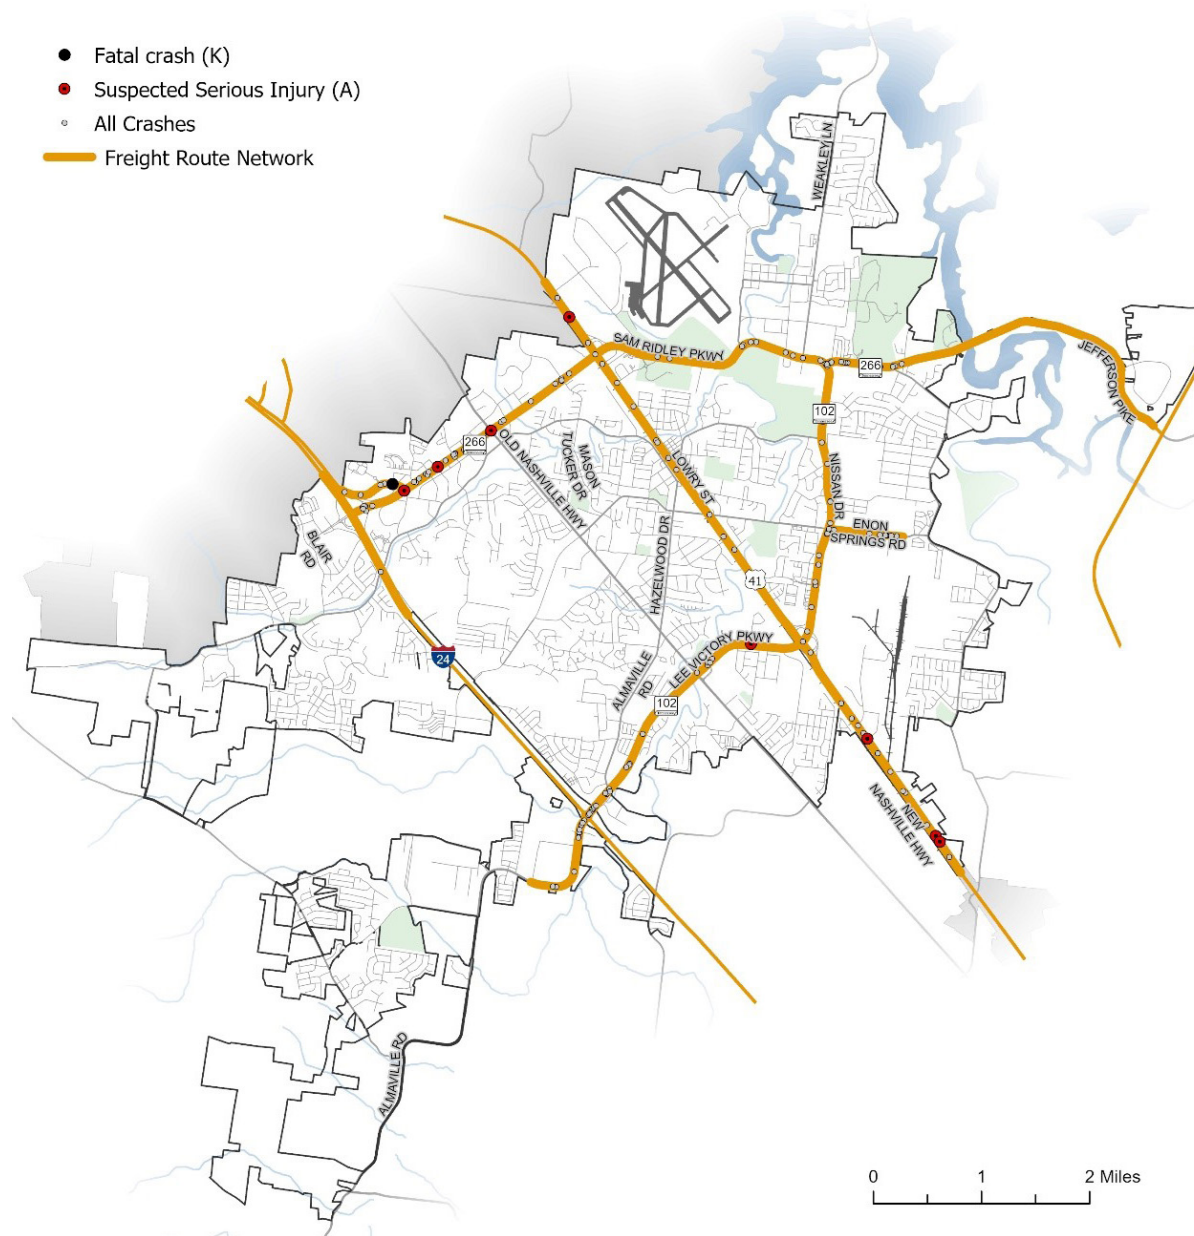 Fatal crash (K)
Suspected Serious Injury (A)
All Crashes
Freight Route Network
WEAKLEY LN
SAM RIDLEY PKWY
266
JEFFERSON PIKE
102
266
OLD NASHVILLE HWY
MASON
TUCKER DR
LOWRY ST
NISSAN DR
ENON
SPRINGS RD
BLAIR
RD
HAZELWOOD DR
41
24
LEE VICTORY PKWY
ALMAVILLE
RD
102
NEW
NASHVILLE HWY
ALMAVILLE RD
0 1 2 Miles